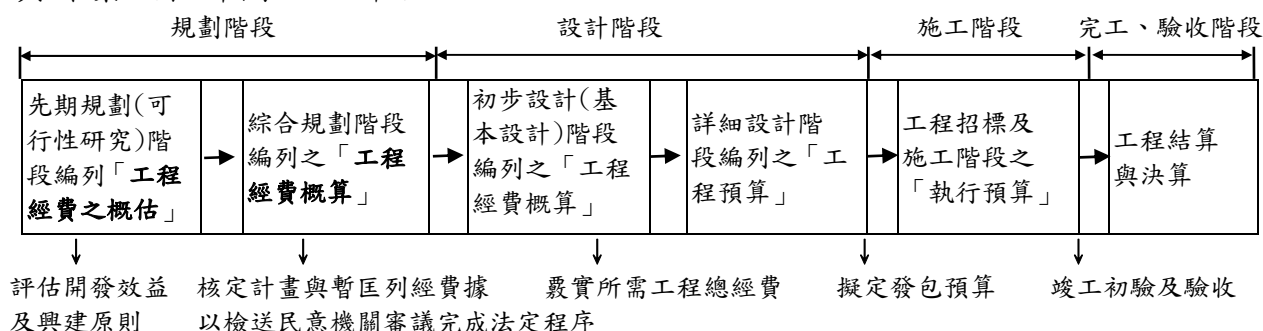 規劃階段
設計階段
施工階段
完工、驗收階段
先期規劃(可
行性研究)階
段編列「工程
經費之概估」
綜合規劃階段
編列之「工程
經費概算」
初步設計(基
本設計)階段
編列之「工程
經費概算」
詳細設計階
段編列之「工
程預算」
工程招標及
施工階段之
「執行預算」
工程結算
與決算
評估開發效益
及興建原則
核定計畫與暫匡列經費據
以檢送民意機關審議完成法定程序
覈實所需工程總經費
擬定發包預算
竣工初驗及驗收